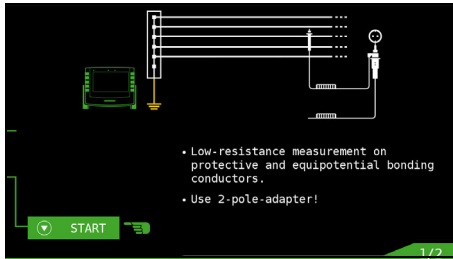 • Low-resistance measurement on
protective and equipotential bonding
conductors.
• Use 2-pole-adapter!
START
1/2